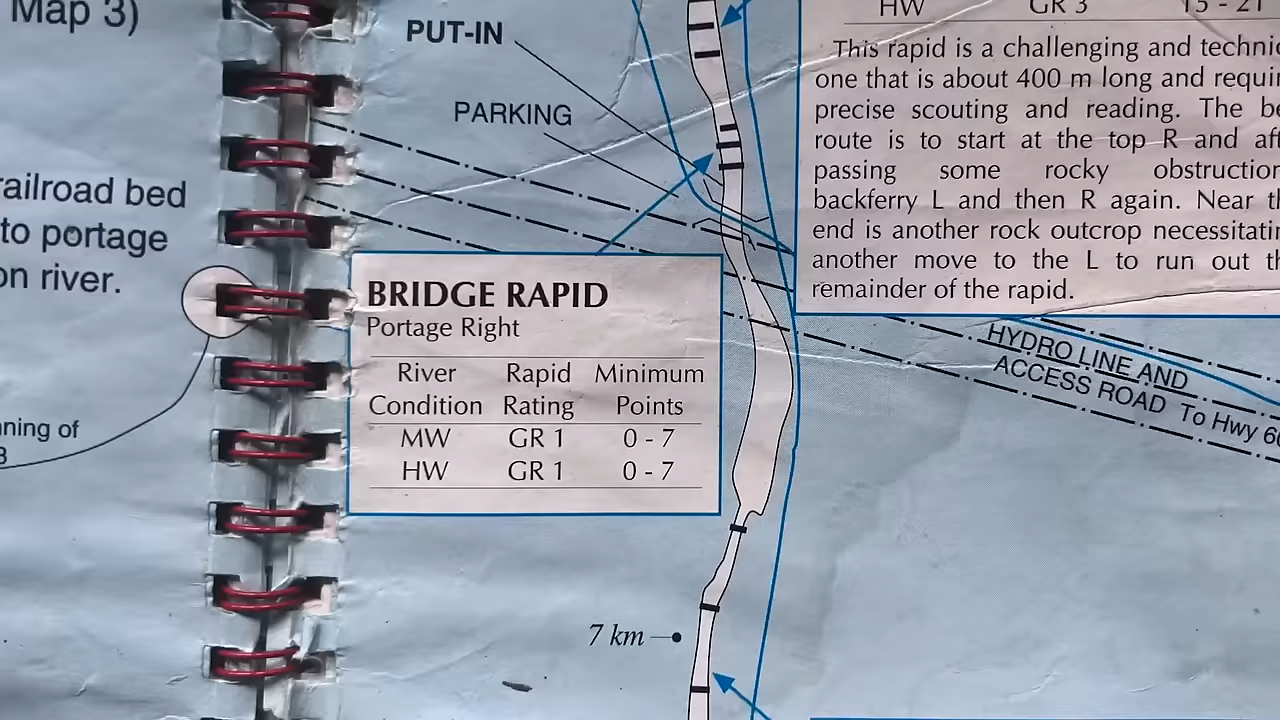 Map 3)
railroad bed
to portage
on river.
ning of
PUT-IN
PARKING
BRIDGE RAPID
Portage Right
River Rapid Minimum
Condition Rating Points
MW GR 1 0 - 7
HW GR 1 0 - 7
7 km
HW GR 3 15 - 21
This rapid is a challenging and technic
one that is about 400 m long and requir
precise scouting and reading. The be
route is to start at the top R and aft
passing some rocky obstruction
backferry L and then R again. Near th
end is another rock outcrop necessitatin
another move to the L to run out th
remainder of the rapid.
HYDRO LINE AND
ACCESS ROAD To Hwy 60